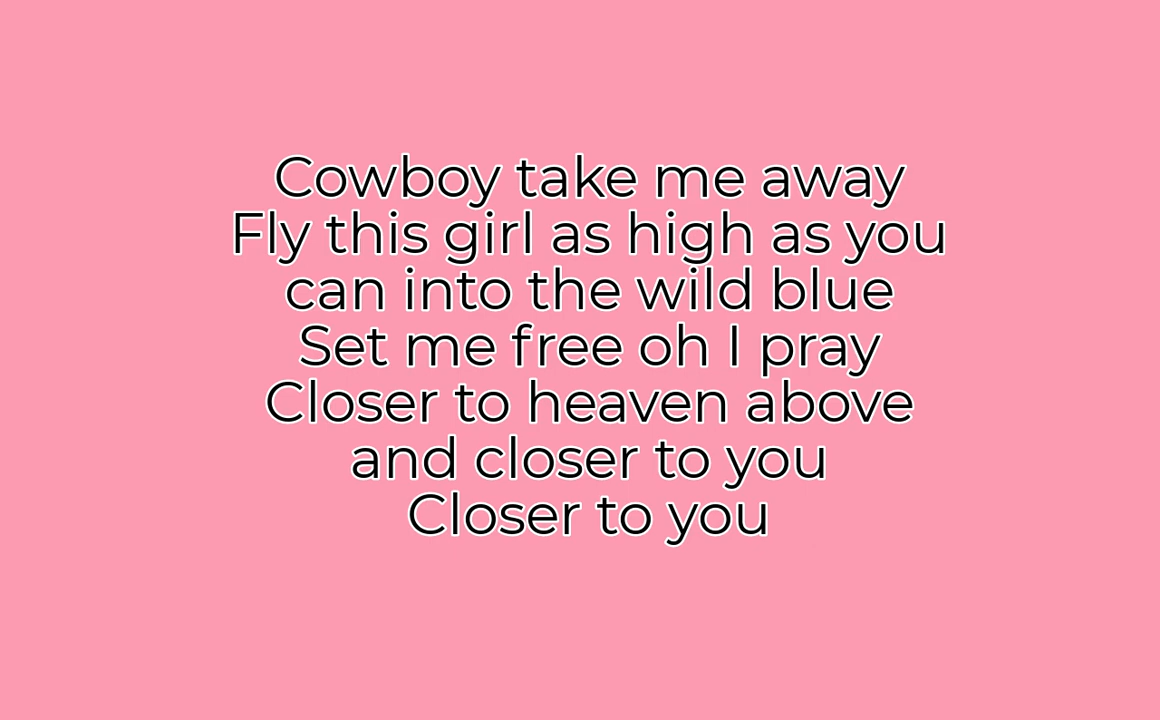 Cowboy take me away
Fly this girl as high as you
can into the wild blue
Set me free oh I pray
Closer to heaven above
and closer to you
Closer to you